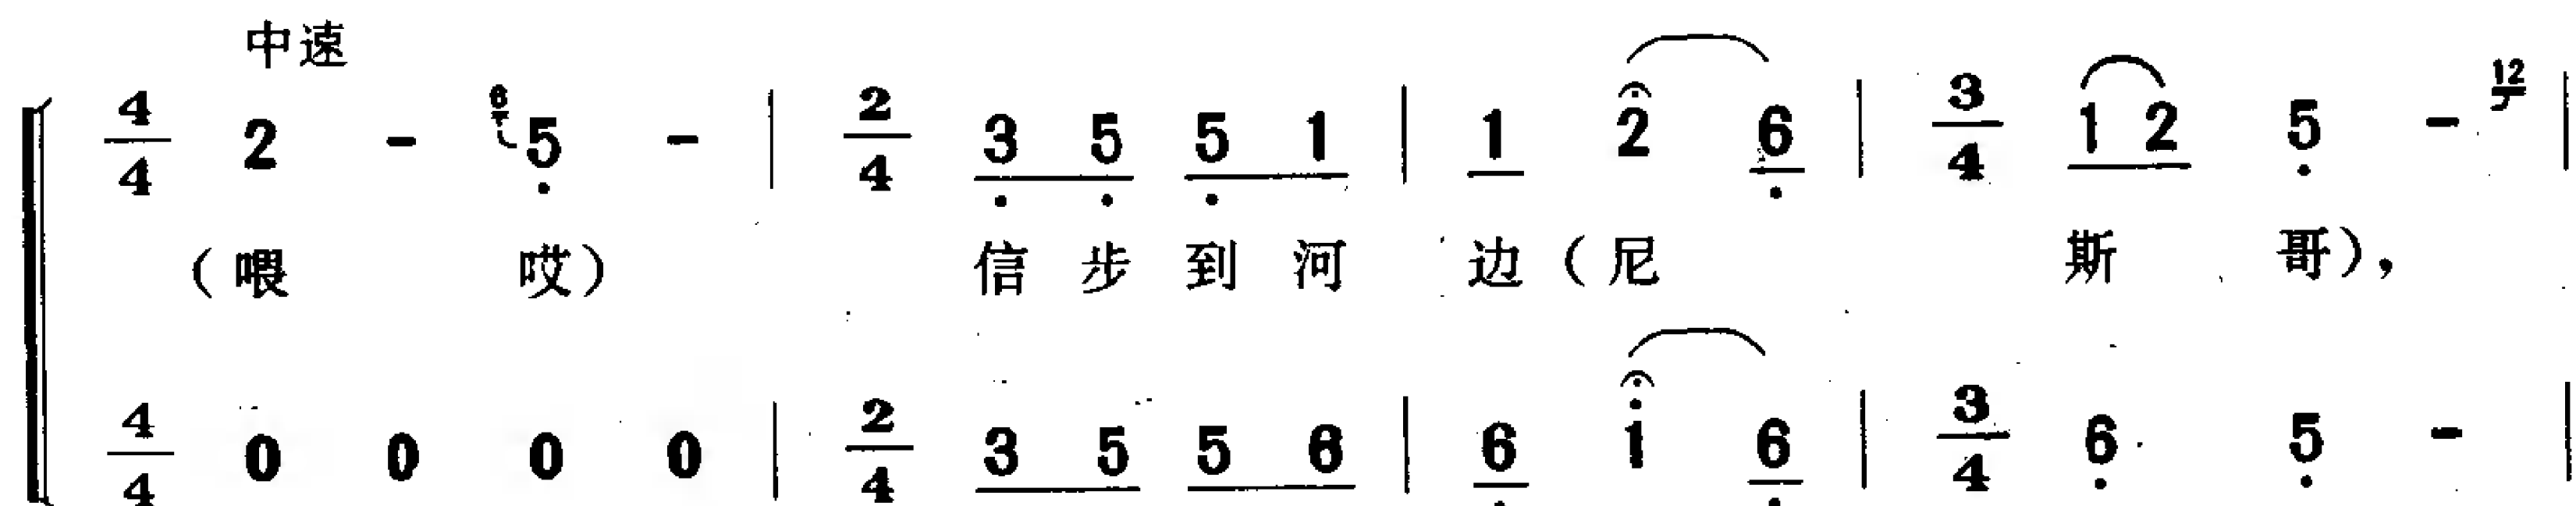 中速
4/4 2 - 6 5 - | 2/4 3 5 5 1 | 1 2 6 | 3/4 1 2 5 - 12 |
（喂 哎） 信 步 到 河 边（尼 斯 哥），
4/4 0 0 0 0 | 2/4 3 5 5 6 | 6 1 6 | 3/4 6 5 - |